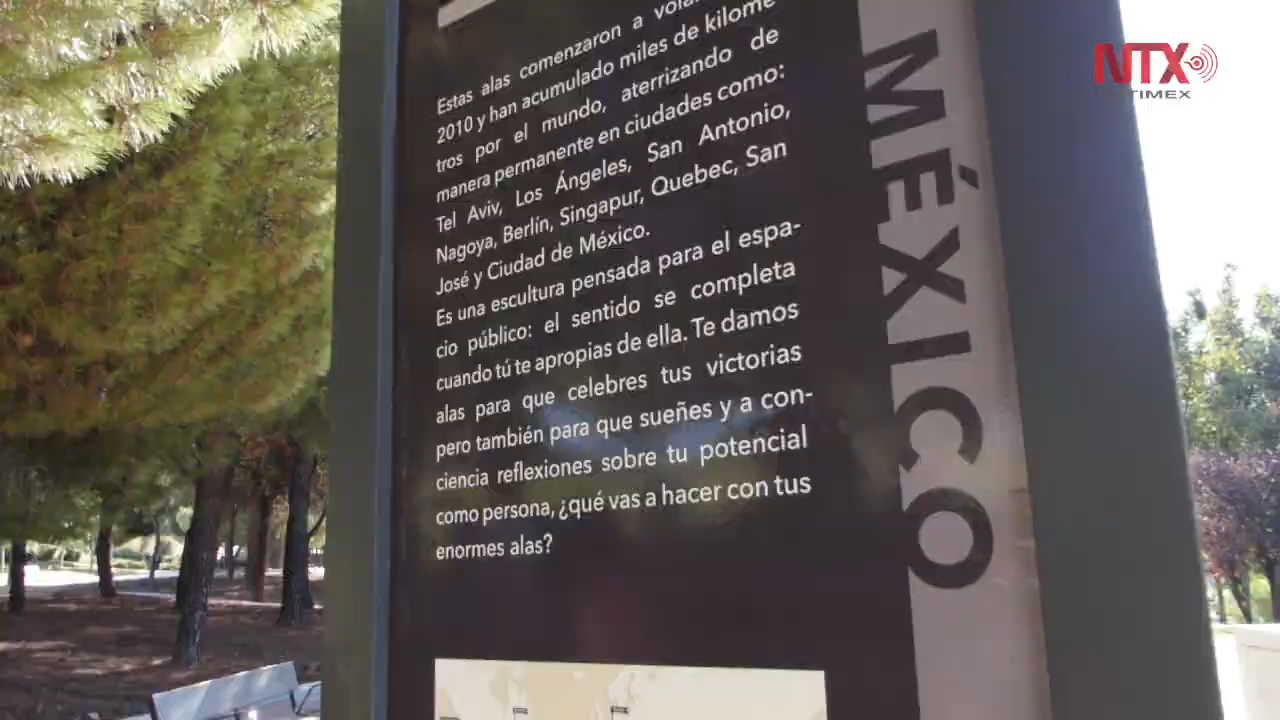 Estas alas comenzaron a
2010 y han acumulado miles de kilóme
tros por el mundo, aterrizando de
manera permanente en ciudades como:
Tel Aviv, Los Ángeles, San Antonio,
Nagoya, Berlín, Singapur, Quebec, San
José y Ciudad de México.
Es una escultura pensada para el espa-
cio público: el sentido se completa
cuando tú te apropias de ella. Te damos
alas para que celebres tus victorias
pero también para que sueñes y a con-
ciencia reflexiones sobre tu potencial
como persona, ¿qué vas a hacer con tus
enormes alas?
MÉXICO
NTX
TIMEX